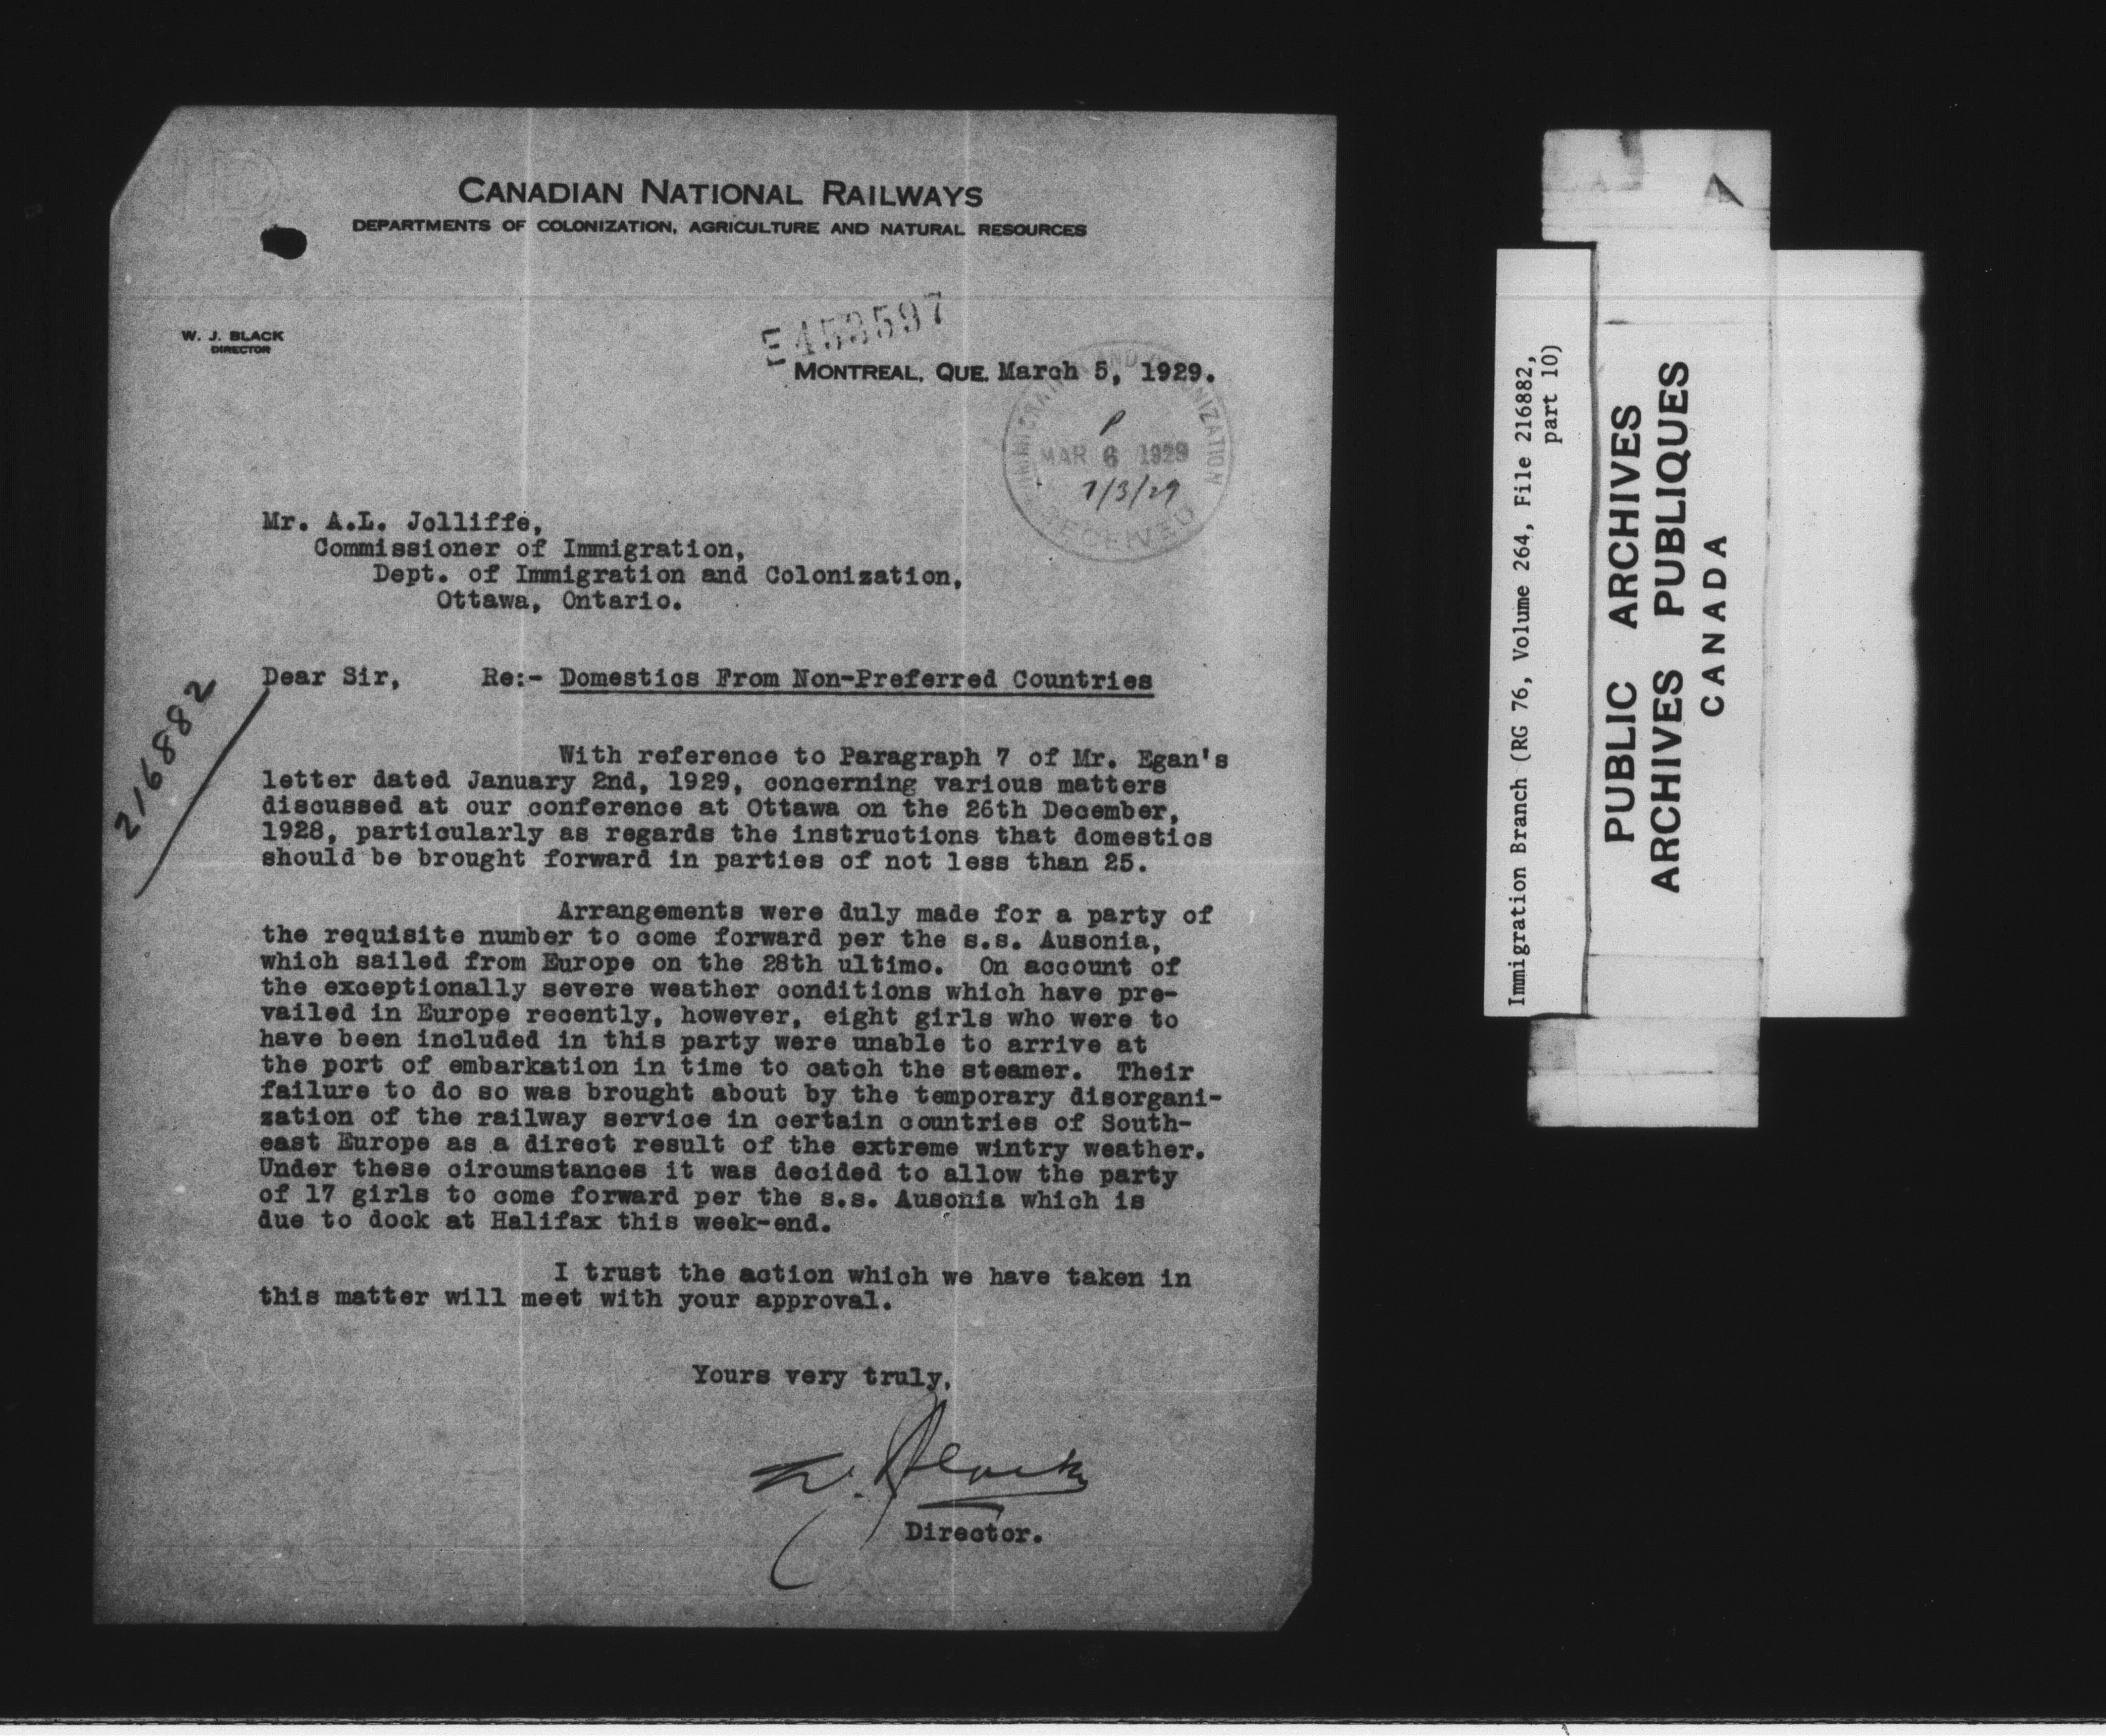 CANADIAN NATIONAL RAILWAYS
DEPARTMENTS OF COLONIZATION, AGRICULTURE AND NATURAL RESOURCES
W. J. BLACK
DIRECTOR
E453597
MONTREAL, QUE. March 5, 1929.
IMMIGRATION AND COLONIZATION
P
MAR 6 1929
7/3/29
RECEIVED
Mr. A.L. Jolliffe,
Commissioner of Immigration,
Dept. of Immigration and Colonization,
Ottawa, Ontario.
Dear Sir, Re:- Domestics From Non-Preferred Countries
216882
With reference to Paragraph 7 of Mr. Egan's
letter dated January 2nd, 1929, concerning various matters
discussed at our conference at Ottawa on the 26th December,
1928, particularly as regards the instructions that domestics
should be brought forward in parties of not less than 25.
Arrangements were duly made for a party of
the requisite number to come forward per the s.s. Ausonia,
which sailed from Europe on the 28th ultimo. On account of
the exceptionally severe weather conditions which have pre-
vailed in Europe recently, however, eight girls who were to
have been included in this party were unable to arrive at
the port of embarkation in time to catch the steamer. Their
failure to do so was brought about by the temporary disorgani-
zation of the railway service in certain countries of South-
east Europe as a direct result of the extreme wintry weather.
Under these circumstances it was decided to allow the party
of 17 girls to come forward per the s.s. Ausonia which is
due to dock at Halifax this week-end.
I trust the action which we have taken in
this matter will meet with your approval.
Yours very truly,
W. J. Black
Director.
Immigration Branch (RG 76, Volume 264, File 216882,
part 10)
PUBLIC ARCHIVES
ARCHIVES PUBLIQUES
CANADA